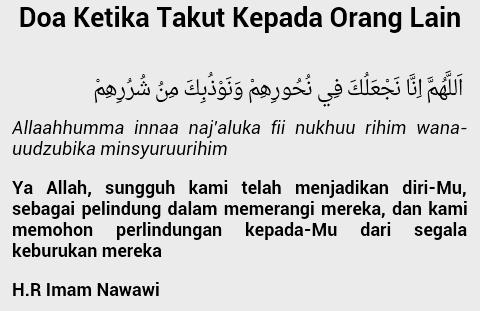 Doa Ketika Takut Kepada Orang Lain
اَللَّهُمَّ اِنَّا نَجْعَلُكَ فِي نُحُورِهِمْ وَنَوْذُبِكَ مِنُ شُرُرِهِمْ
Allaahhumma innaa naj'aluka fii nukhuu rihim wana-
uudzubika minsyuruurihim
Ya Allah, sungguh kami telah menjadikan diri-Mu,
sebagai pelindung dalam memerangi mereka, dan kami
memohon perlindungan kepada-Mu dari segala
keburukan mereka
H.R Imam Nawawi